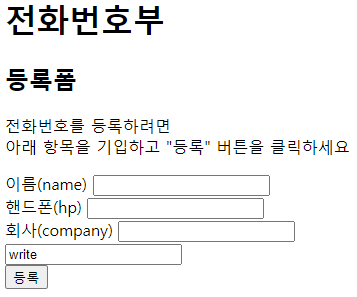 전화번호부
등록폼
전화번호를 등록하려면
아래 항목을 기입하고 "등록" 버튼을 클릭하세요
이름(name)
핸드폰(hp)
회사(company)
write
등록